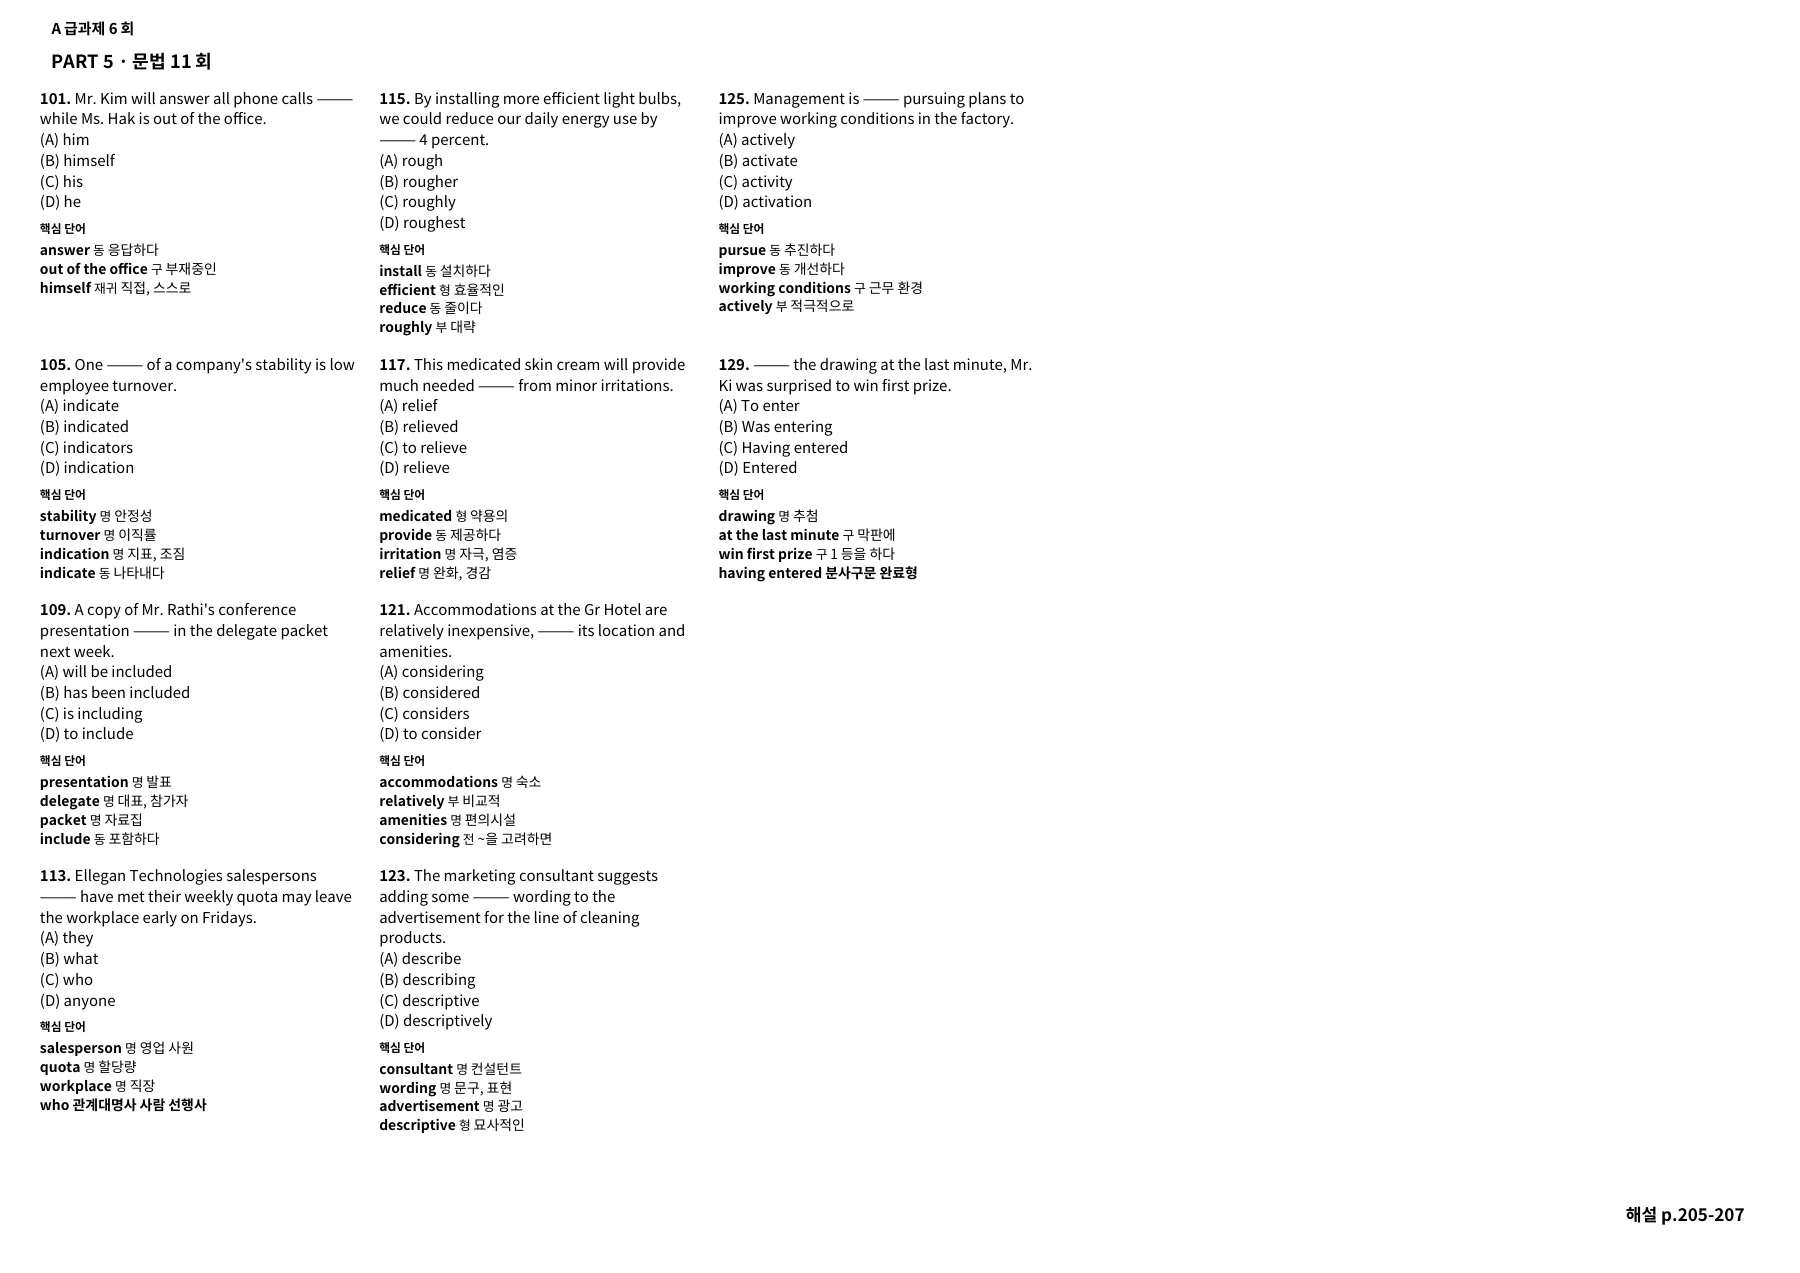 A 급과제 6 회
PART 5 · 문법 11 회
101. Mr. Kim will answer all phone calls ——
while Ms. Hak is out of the office.
(A) him
(B) himself
(C) his
(D) he
핵심 단어
answer 동 응답하다
out of the office 구 부재중인
himself 재귀 직접, 스스로
105. One —— of a company's stability is low
employee turnover.
(A) indicate
(B) indicated
(C) indicators
(D) indication
핵심 단어
stability 명 안정성
turnover 명 이직률
indication 명 지표, 조짐
indicate 동 나타내다
109. A copy of Mr. Rathi's conference
presentation —— in the delegate packet
next week.
(A) will be included
(B) has been included
(C) is including
(D) to include
핵심 단어
presentation 명 발표
delegate 명 대표, 참가자
packet 명 자료집
include 동 포함하다
113. Ellegan Technologies salespersons
—— have met their weekly quota may leave
the workplace early on Fridays.
(A) they
(B) what
(C) who
(D) anyone
핵심 단어
salesperson 명 영업 사원
quota 명 할당량
workplace 명 직장
who 관계대명사 사람 선행사
115. By installing more efficient light bulbs,
we could reduce our daily energy use by
—— 4 percent.
(A) rough
(B) rougher
(C) roughly
(D) roughest
핵심 단어
install 동 설치하다
efficient 형 효율적인
reduce 동 줄이다
roughly 부 대략
117. This medicated skin cream will provide
much needed —— from minor irritations.
(A) relief
(B) relieved
(C) to relieve
(D) relieve
핵심 단어
medicated 형 약용의
provide 동 제공하다
irritation 명 자극, 염증
relief 명 완화, 경감
121. Accommodations at the Gr Hotel are
relatively inexpensive, —— its location and
amenities.
(A) considering
(B) considered
(C) considers
(D) to consider
핵심 단어
accommodations 명 숙소
relatively 부 비교적
amenities 명 편의시설
considering 전 ~을 고려하면
123. The marketing consultant suggests
adding some —— wording to the
advertisement for the line of cleaning
products.
(A) describe
(B) describing
(C) descriptive
(D) descriptively
핵심 단어
consultant 명 컨설턴트
wording 명 문구, 표현
advertisement 명 광고
descriptive 형 묘사적인
125. Management is —— pursuing plans to
improve working conditions in the factory.
(A) actively
(B) activate
(C) activity
(D) activation
핵심 단어
pursue 동 추진하다
improve 동 개선하다
working conditions 구 근무 환경
actively 부 적극적으로
129. —— the drawing at the last minute, Mr.
Ki was surprised to win first prize.
(A) To enter
(B) Was entering
(C) Having entered
(D) Entered
핵심 단어
drawing 명 추첨
at the last minute 구 막판에
win first prize 구 1 등을 하다
having entered 분사구문 완료형
해설 p.205-207